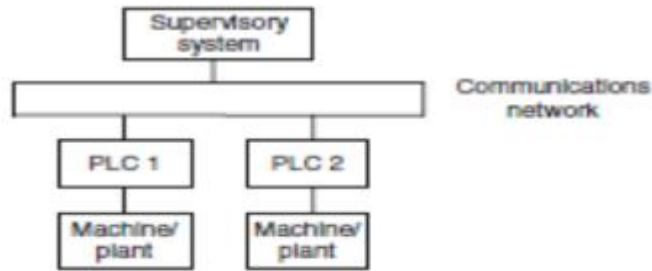 Supervisory
system
Communications
network
PLC 1
PLC 2
Machine/
plant
Machine/
plant